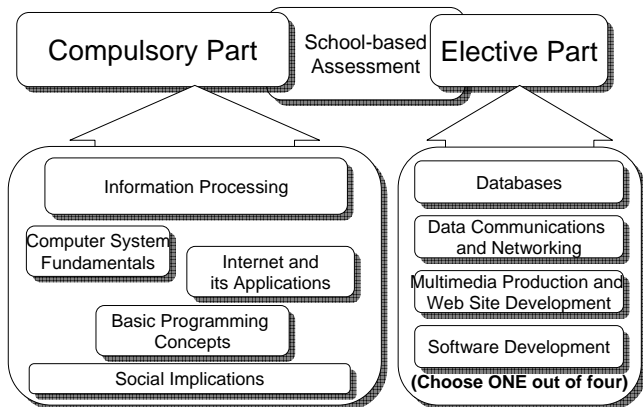 Compulsory Part
School-based
Assessment
Elective Part
Information Processing
Computer System
Fundamentals
Internet and
its Applications
Basic Programming
Concepts
Social Implications
Databases
Data Communications
and Networking
Multimedia Production and
Web Site Development
Software Development
(Choose ONE out of four)